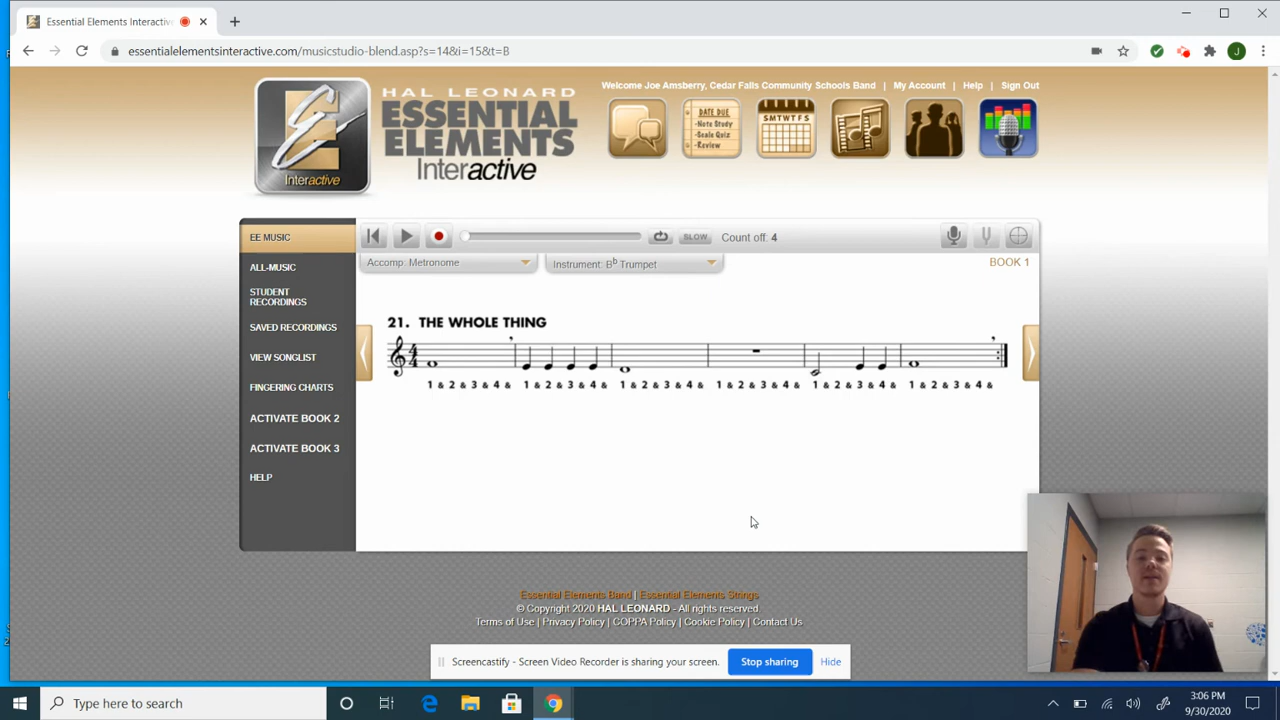 Essential Elements Interactiv
essentialelementsinteractive.com/musicstudio-blend.asp?s=14&i=15&t=B
J
Welcome Joe Amsberry, Cedar Falls Community Schools Band | My Account | Help | Sign Out
HAL LEONARD
ESSENTIAL
ELEMENTS
Interactive
E
Interactive
DATE DUE
-Note Study
-Scale Quiz
-Review
SMTWTFS
EE MUSIC
SLOW
Count off: 4
Accomp: Metronome
Instrument: Bb Trumpet
BOOK 1
ALL-MUSIC
STUDENT
RECORDINGS
SAVED RECORDINGS
VIEW SONGLIST
FINGERING CHARTS
ACTIVATE BOOK 2
ACTIVATE BOOK 3
HELP
21. THE WHOLE THING
4
4
1 & 2 & 3 & 4 & 1 & 2 & 3 & 4 & 1 & 2 & 3 & 4 & 1 & 2 & 3 & 4 & 1 & 2 & 3 & 4 & 1 & 2 & 3 & 4 &
Essential Elements Band | Essential Elements Strings
© Copyright 2020 HAL LEONARD - All rights reserved
Terms of Use | Privacy Policy | COPPA Policy | Cookie Policy | Contact Us
Screencastify - Screen Video Recorder is sharing your screen. Stop sharing Hide
Type here to search
3:06 PM
9/30/2020